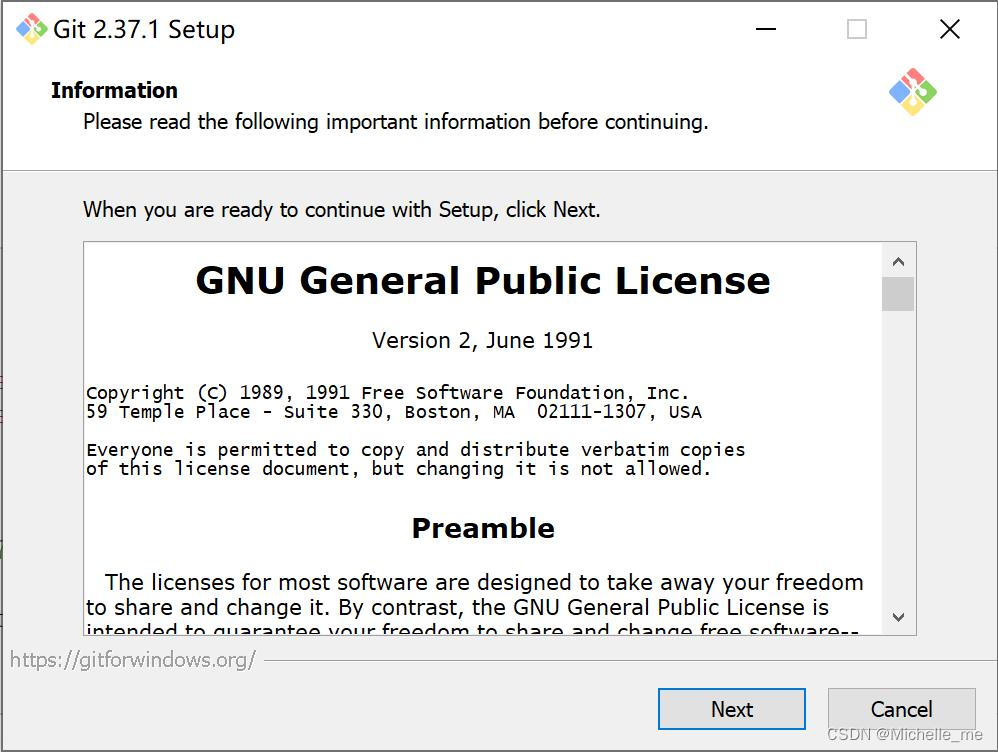 Git 2.37.1 Setup
Information
Please read the following important information before continuing.
When you are ready to continue with Setup, click Next.
GNU General Public License
Version 2, June 1991
Copyright (C) 1989, 1991 Free Software Foundation, Inc.
59 Temple Place - Suite 330, Boston, MA  02111-1307, USA
Everyone is permitted to copy and distribute verbatim copies
of this license document, but changing it is not allowed.
Preamble
The licenses for most software are designed to take away your freedom
to share and change it. By contrast, the GNU General Public License is
intended to guarantee your freedom to share and change free software--
https://gitforwindows.org/
Next
Cancel
CSDN @Michelle_me